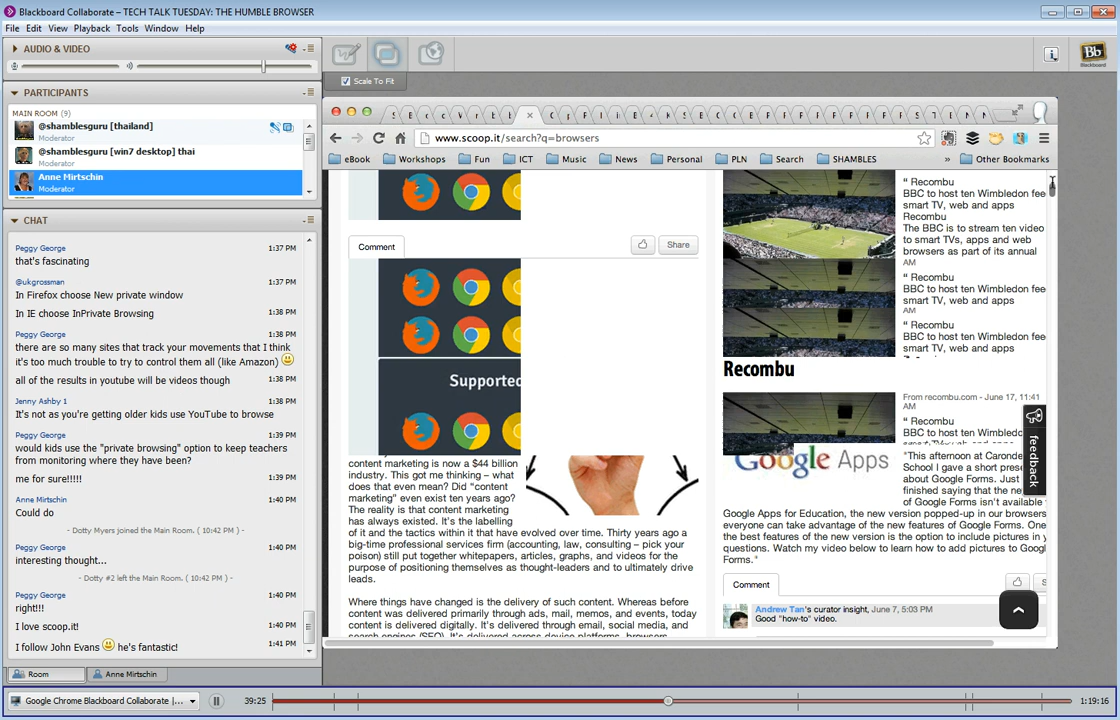 Blackboard Collaborate – TECH TALK TUESDAY: THE HUMBLE BROWSER
File Edit View Playback Tools Window Help
AUDIO & VIDEO
PARTICIPANTS
MAIN ROOM (9)
@shamblesguru [thailand]
Moderator
@shamblesguru [win7 desktop] thai
Moderator
Anne Mirtschin
Moderator
CHAT
Peggy George 1:37 PM
that's fascinating
@ukgrossman 1:37 PM
In Firefox choose New private window
In IE choose InPrivate Browsing 1:38 PM
Peggy George 1:38 PM
there are so many sites that track your movements that I think
it's too much trouble to try to control them all (like Amazon)
all of the results in youtube will be videos though 1:38 PM
Jenny Ashby 1 1:38 PM
It's not as you're getting older kids use YouTube to browse
Peggy George 1:39 PM
would kids use the "private browsing" option to keep teachers
from monitoring where they have been?
me for sure!!!!! 1:39 PM
Anne Mirtschin 1:40 PM
Could do
- Dotty Myers joined the Main Room. ( 10:42 PM ) -
Peggy George 1:40 PM
interesting thought...
- Dotty #2 left the Main Room. ( 10:42 PM ) -
Peggy George 1:40 PM
right!!!
I love scoop.it! 1:40 PM
I follow John Evans he's fantastic! 1:41 PM
Room Anne Mirtschin
Scale To Fit
Bb
Blackboard
www.scoop.it/search?q=browsers
eBook Workshops Fun ICT Music News Personal PLN Search SHAMBLES » Other Bookmarks
Comment Share
Supported
content marketing is now a $44 billion
industry. This got me thinking – what
does that even mean? Did "content
marketing" even exist ten years ago?
The reality is that content marketing
has always existed. It's the labelling
of it and the tactics within it that have evolved over time. Thirty years ago a
big-time professional services firm (accounting, law, consulting – pick your
poison) still put together whitepapers, articles, graphs, and videos for the
purpose of positioning themselves as thought-leaders and to ultimately drive
leads.
Where things have changed is the delivery of such content. Whereas before
content was delivered primarily through ads, mail, memos, and events, today
content is delivered digitally. It's delivered through email, social media, and
search engines (SEO). It's delivered across device platforms, browsers
“ Recombu
BBC to host ten Wimbledon fee
smart TV, web and apps
Recombu
The BBC is to stream ten video
to smart TVs, apps and web
browsers as part of its annual
AM
“ Recombu
BBC to host ten Wimbledon fee
smart TV, web and apps
AM
“ Recombu
BBC to host ten Wimbledon fee
smart TV, web and apps
Recombu
From recombu.com - June 17, 11:41
AM
“ Recombu
BBC to host ten Wimbledon
Google Apps
"This afternoon at Caronde
School I gave a short prese
about Google Forms. Just
finished saying that the ne
of Google Forms isn't available
Google Apps for Education, the new version popped-up in our browsers
everyone can take advantage of the new features of Google Forms. One
the best features of the new version is the option to include pictures in y
questions. Watch my video below to learn how to add pictures to Googl
Forms."
Comment S
Andrew Tan's curator insight, June 7, 5:03 PM
Good "how-to" video.
feedback
Google Chrome Blackboard Collaborate |... 39:25 1:19:16